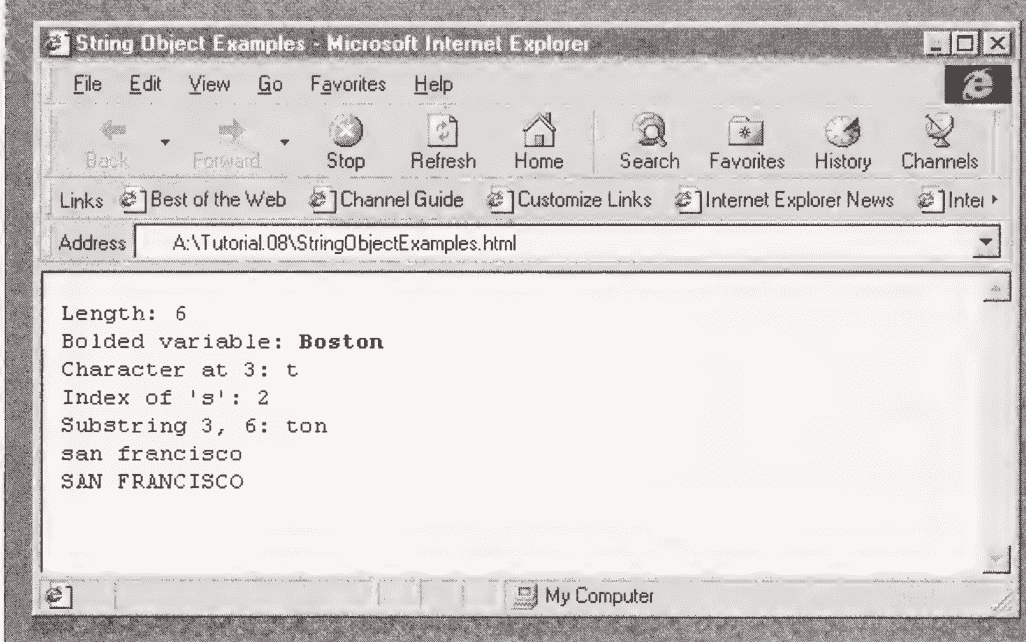 String Object Examples - Microsoft Internet Explorer
File Edit View Go Favorites Help
Back Forward Stop Refresh Home Search Favorites History Channels
Links Best of the Web Channel Guide Customize Links Internet Explorer News Inter
Address A:\Tutorial.08\StringObjectExamples.html
Length: 6
Bolded variable: Boston
Character at 3: t
Index of 's': 2
Substring 3, 6: ton
san francisco
SAN FRANCISCO
My Computer